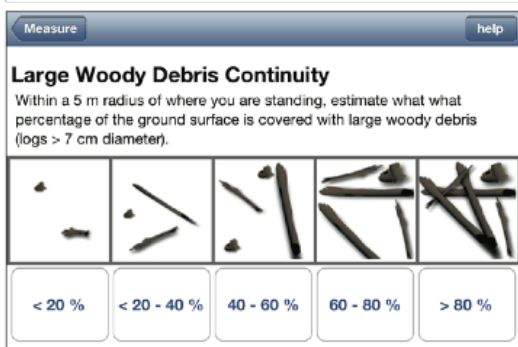 Measure
help
Large Woody Debris Continuity
Within a 5 m radius of where you are standing, estimate what what
percentage of the ground surface is covered with large woody debris
(logs > 7 cm diameter).
< 20 %
< 20 - 40 %
40 - 60 %
60 - 80 %
> 80 %